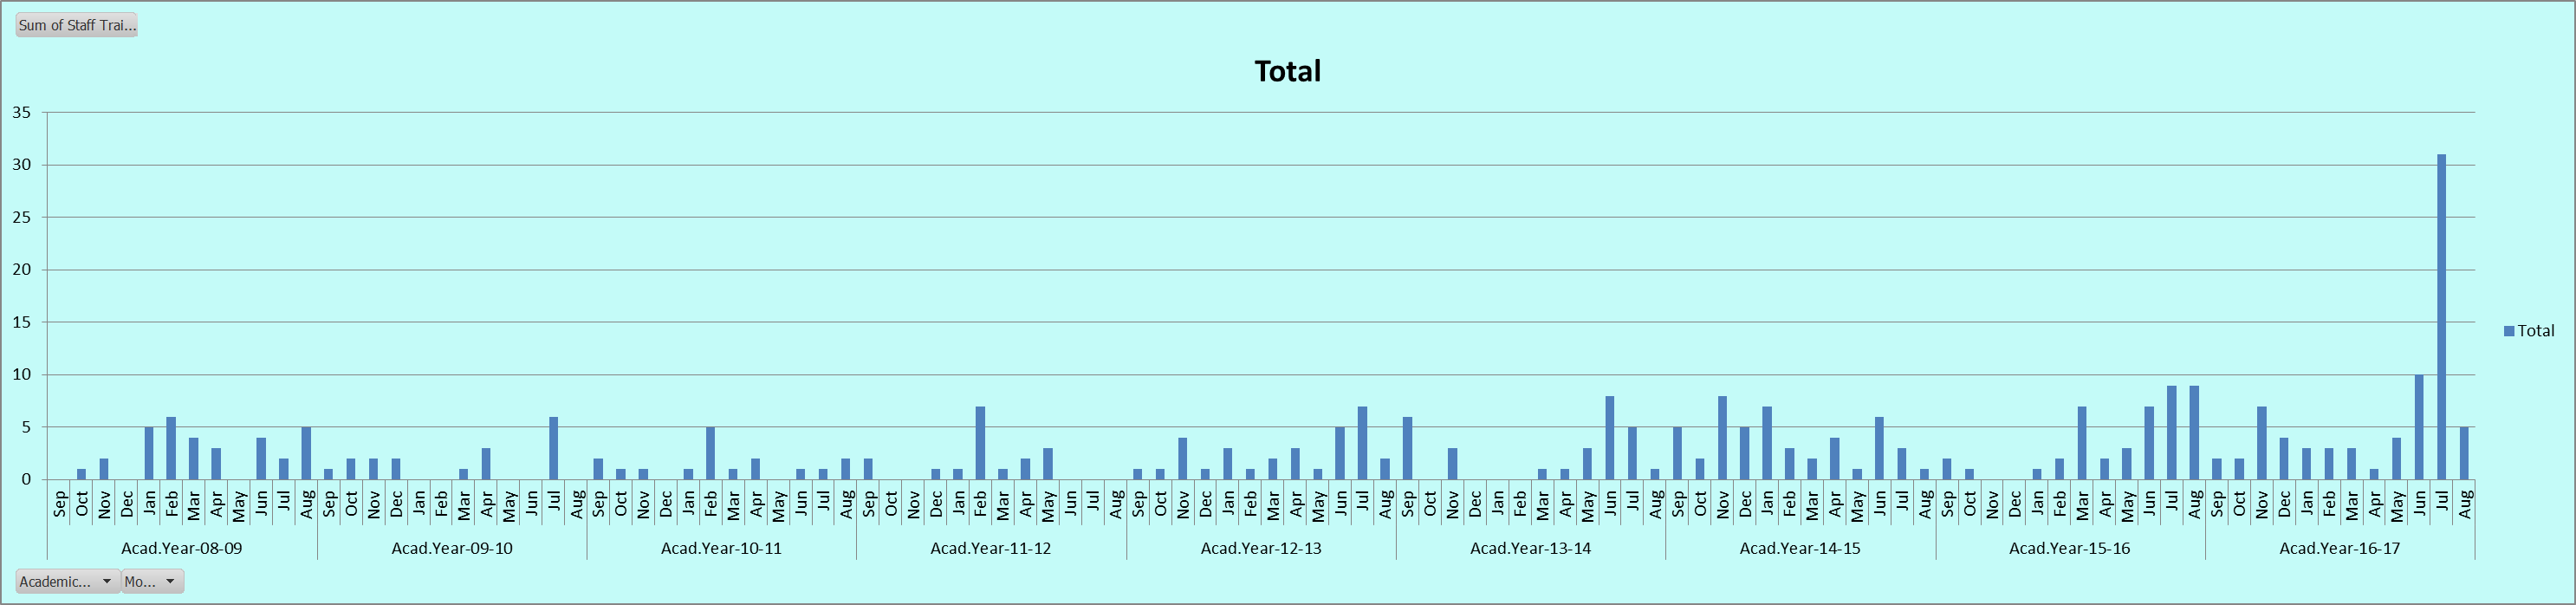 Sum of Staff Trai...
Total
35
30
25
20
15
10
5
0
Total
Sep Oct Nov Dec Jan Feb Mar Apr May Jun Jul Aug Sep Oct Nov Dec Jan Feb Mar Apr May Jun Jul Aug Sep Oct Nov Dec Jan Feb Mar Apr May Jun Jul Aug Sep Oct Nov Dec Jan Feb Mar Apr May Jun Jul Aug Sep Oct Nov Dec Jan Feb Mar Apr May Jun Jul Aug Sep Oct Nov Dec Jan Feb Mar Apr May Jun Jul Aug Sep Oct Nov Dec Jan Feb Mar Apr May Jun Jul Aug Sep Oct Nov Dec Jan Feb Mar Apr May Jun Jul Aug Sep Oct Nov Dec Jan Feb Mar Apr May Jun Jul Aug
Acad.Year-08-09 Acad.Year-09-10 Acad.Year-10-11 Acad.Year-11-12 Acad.Year-12-13 Acad.Year-13-14 Acad.Year-14-15 Acad.Year-15-16 Acad.Year-16-17
Academic... Mo...